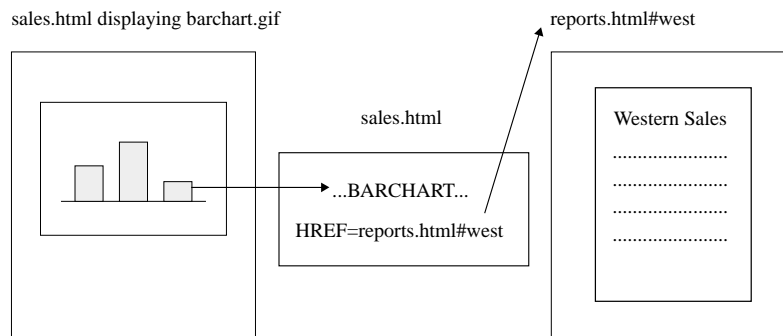 sales.html displaying barchart.gif
reports.html#west
sales.html
...BARCHART...
HREF=reports.html#west
Western Sales